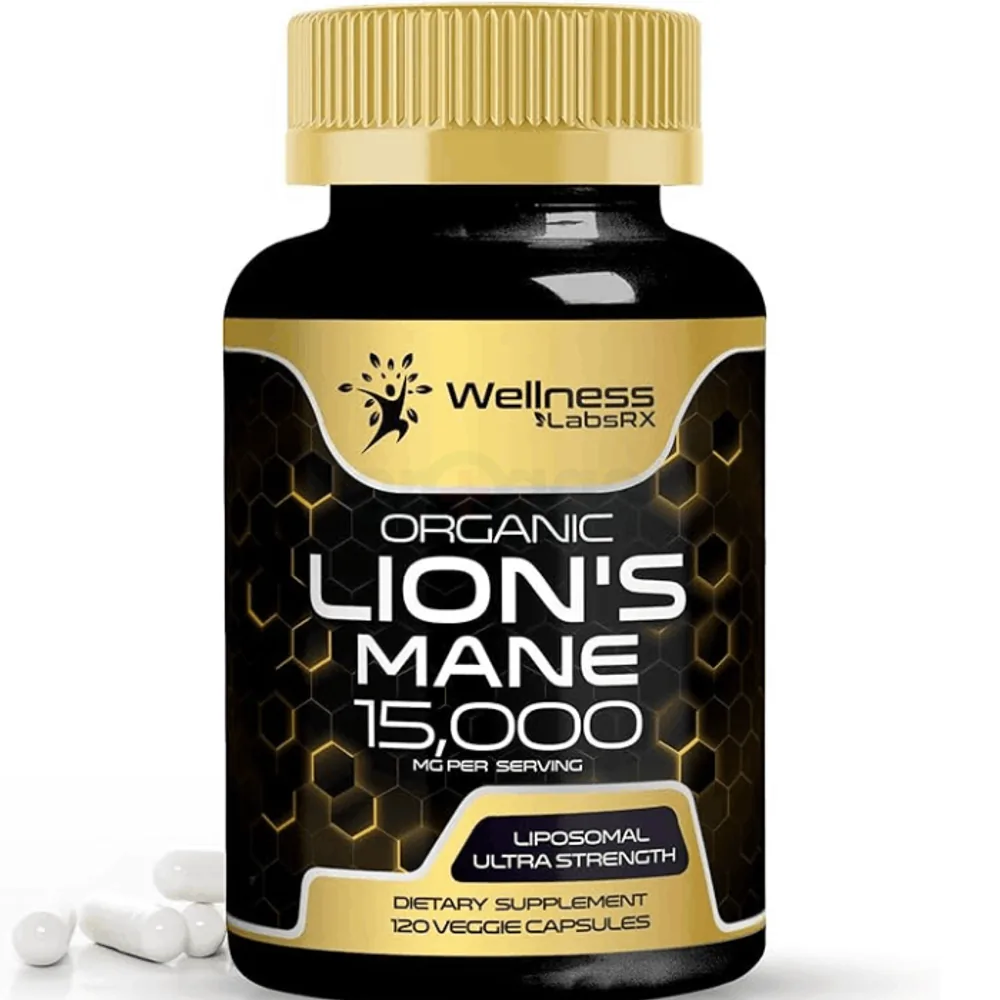 Wellness
LabsRX
ORGANIC
LION'S
MANE
15,000
MG PER SERVING
LIPOSOMAL
ULTRA STRENGTH
DIETARY SUPPLEMENT
120 VEGGIE CAPSULES